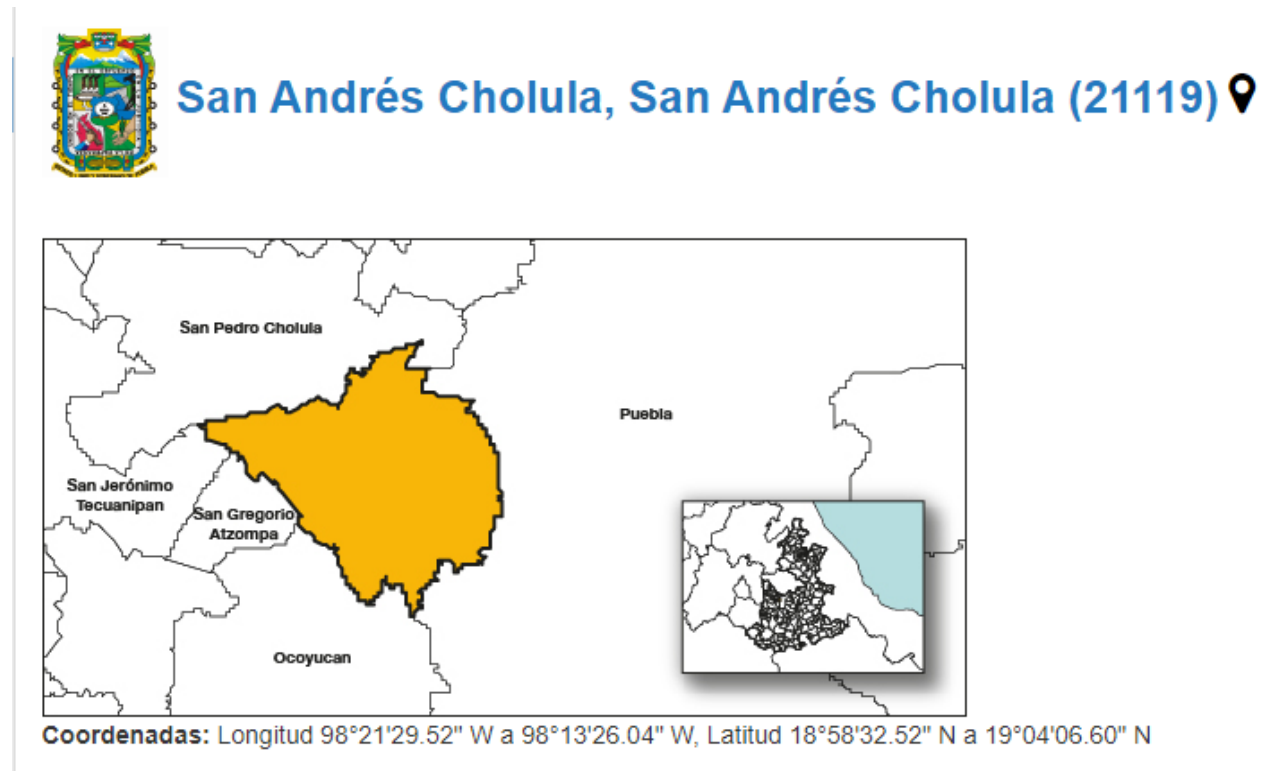 San Andrés Cholula, San Andrés Cholula (21119)
San Pedro Cholula
Puebla
San Jerónimo
Tecuanipan
San Gregorio
Atzompa
Ocoyucan
Coordenadas: Longitud 98°21'29.52" W a 98°13'26.04" W, Latitud 18°58'32.52" N a 19°04'06.60" N